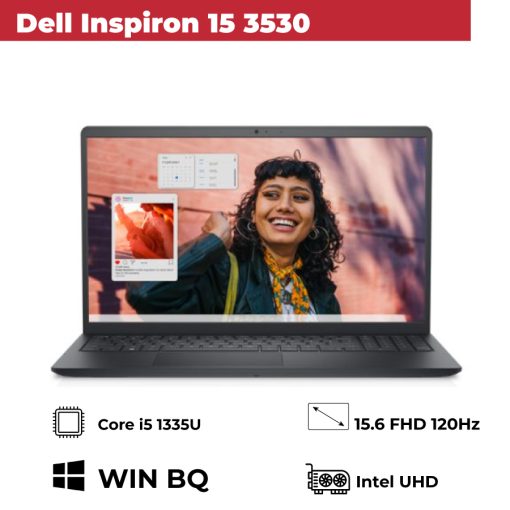 Dell Inspiron 15 3530
Core i5 1335U
15.6 FHD 120Hz
WIN BQ
Intel UHD